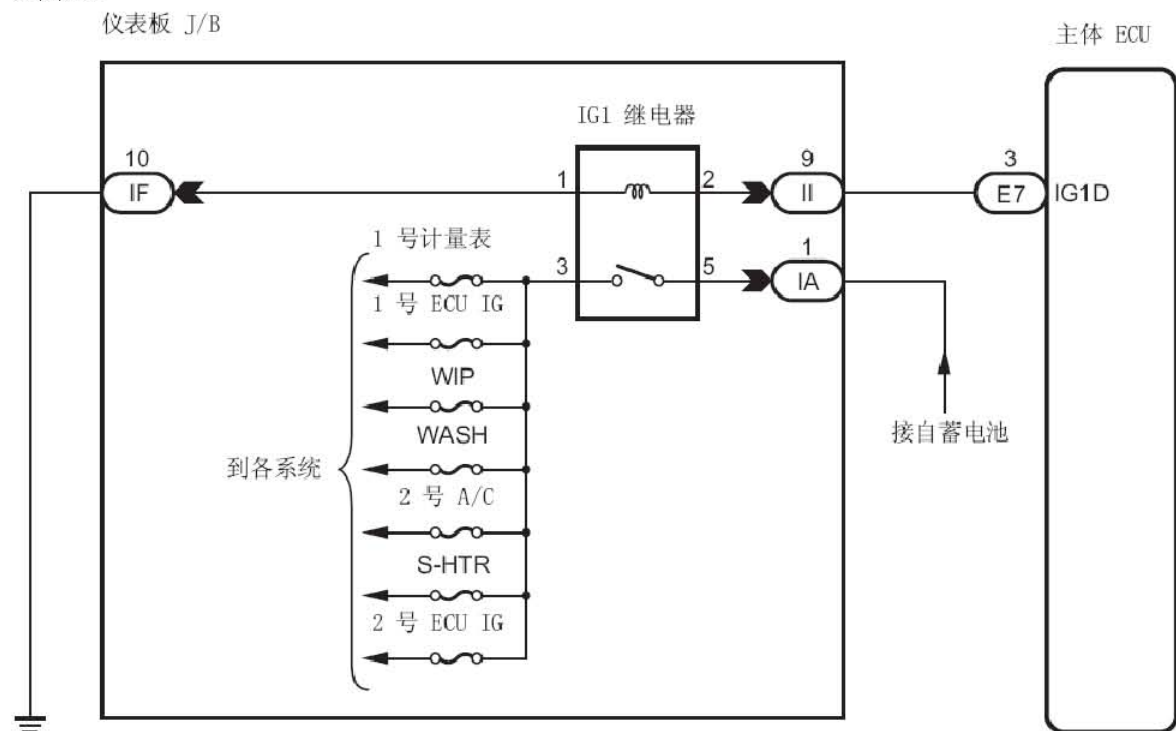 仪表板 J/B
主体 ECU
IG1 继电器
10
IF
1
2
9
II
3
E7
IG1D
1 号计量表
3
5
1
IA
1 号 ECU IG
WIP
WASH
接自蓄电池
到各系统
2 号 A/C
S-HTR
2 号 ECU IG